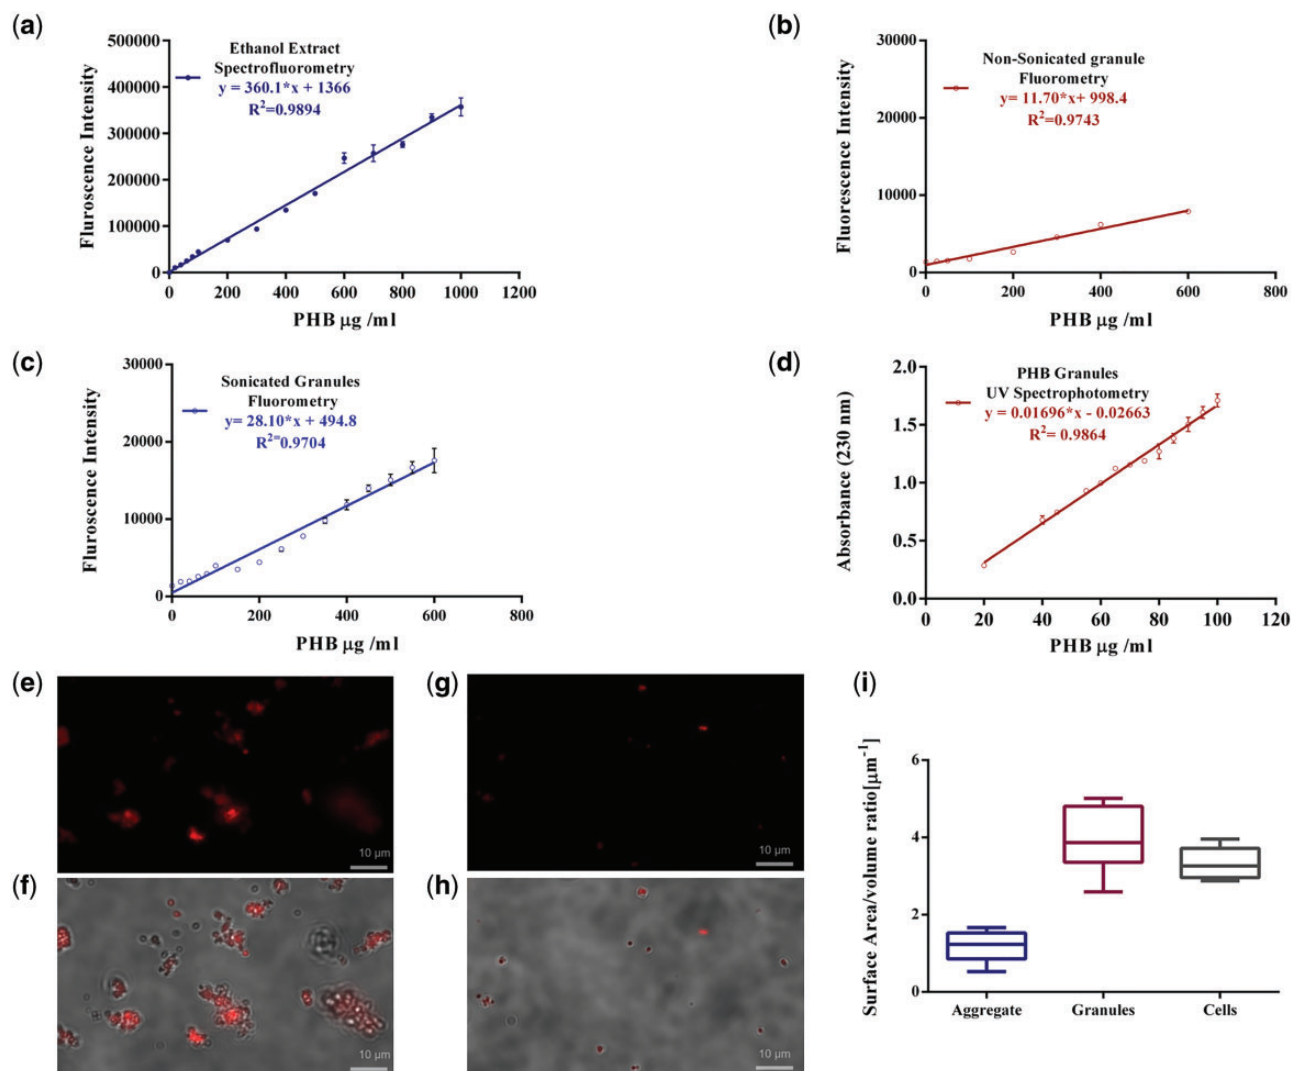 (a)
500000
400000
300000
200000
100000
0
Fluroscence Intensity
Ethanol Extract
Spectrofluorometry
y = 360.1*x + 1366
R²=0.9894
0 200 400 600 800 1000 1200
PHB µg /ml
(b)
30000
20000
10000
0
Fluorescence Intensity
Non-Sonicated granule
Fluorometry
y= 11.70*x+ 998.4
R²=0.9743
0 200 400 600 800
PHB µg /ml
(c)
30000
20000
10000
0
Fluroscence Intensity
Sonicated Granules
Fluorometry
y= 28.10*x + 494.8
R²⁼0.9704
0 200 400 600 800
PHB µg /ml
(d)
2.0
1.5
1.0
0.5
0.0
Absorbance (230 nm)
PHB Granules
UV Spectrophotometry
y = 0.01696*x - 0.02663
R²= 0.9864
0 20 40 60 80 100 120
PHB µg /ml
(e)
10 µm
(f)
10 µm
(g)
10 µm
(h)
10 µm
(i)
Surface Area/volume ratio[µm⁻¹]
6
4
2
0
Aggregate Granules Cells